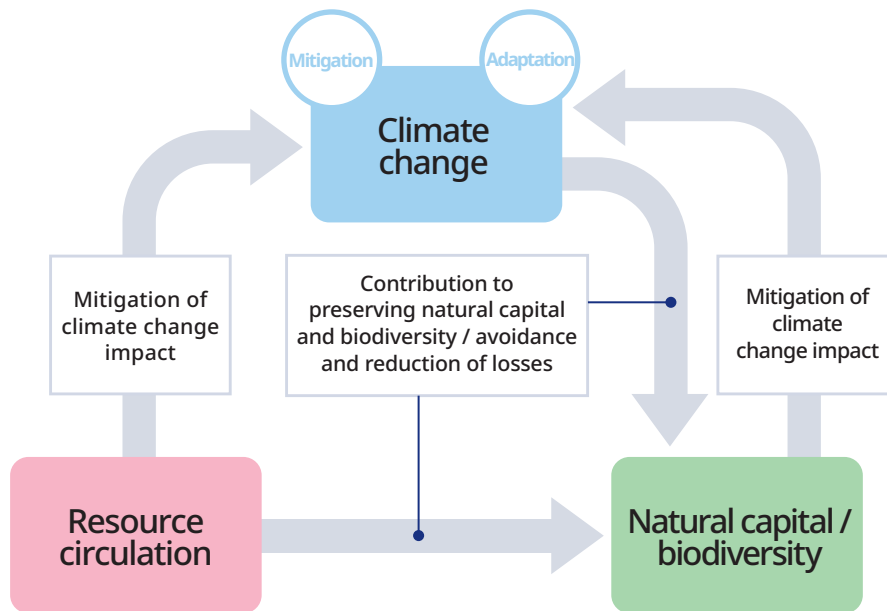 Mitigation
Adaptation
Climate
change
Mitigation of
climate change
impact
Contribution to
preserving natural capital
and biodiversity / avoidance
and reduction of losses
Mitigation of
climate
change impact
Resource
circulation
Natural capital /
biodiversity